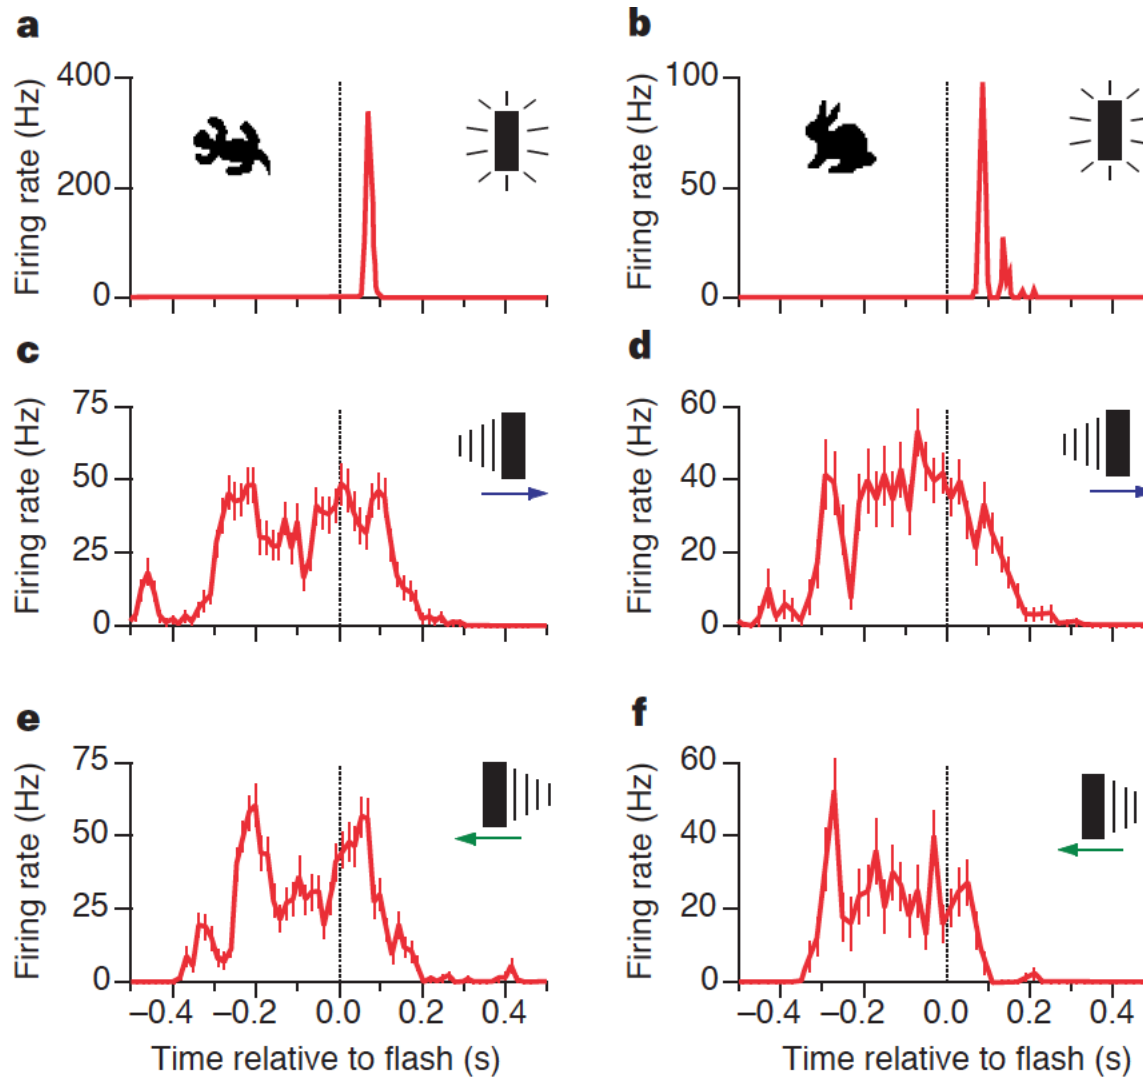 a
Firing rate (Hz)
400
200
0
b
Firing rate (Hz)
100
50
0
c
Firing rate (Hz)
75
50
25
0
d
Firing rate (Hz)
60
40
20
0
e
Firing rate (Hz)
75
50
25
0
–0.4 –0.2 0.0 0.2 0.4
Time relative to flash (s)
f
Firing rate (Hz)
60
40
20
0
–0.4 –0.2 0.0 0.2 0.4
Time relative to flash (s)